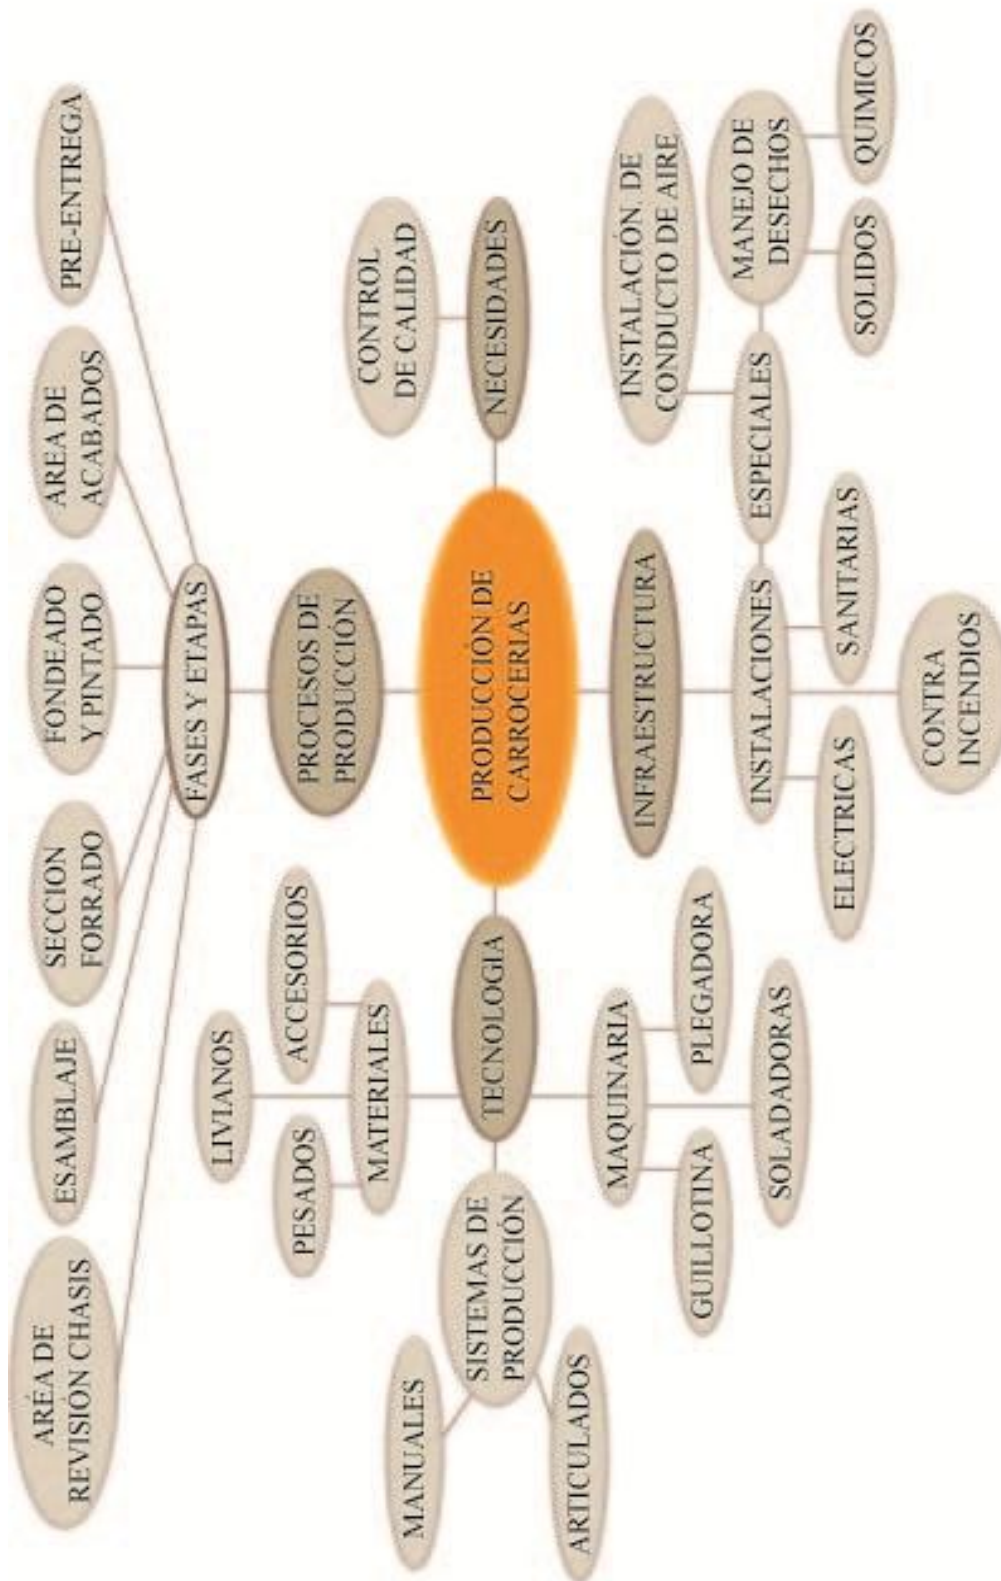 ARÉA DE
REVISIÓN CHASIS
ESAMBLAJE
SECCION
FORRADO
FONDEADO
Y PINTADO
AREA DE
ACABADOS
PRE-ENTREGA
FASES Y ETAPAS
PROCESOS DE
PRODUCCIÓN
LIVIANOS
PESADOS
ACCESORIOS
MATERIALES
CONTROL
DE CALIDAD
MANUALES
SISTEMAS DE
PRODUCCIÓN
ARTICULADOS
TECNOLOGIA
PRODUCCIÓN DE
CARROCERIAS
NECESIDADES
MAQUINARIA
GUILLOTINA
PLEGADORA
SOLADADORAS
INFRAESTRUCTURA
INSTALACIONES
ELECTRICAS
SANITARIAS
CONTRA
INCENDIOS
ESPECIALES
INSTALACIÓN. DE
CONDUCTO DE AIRE
MANEJO DE
DESECHOS
SOLIDOS
QUIMICOS